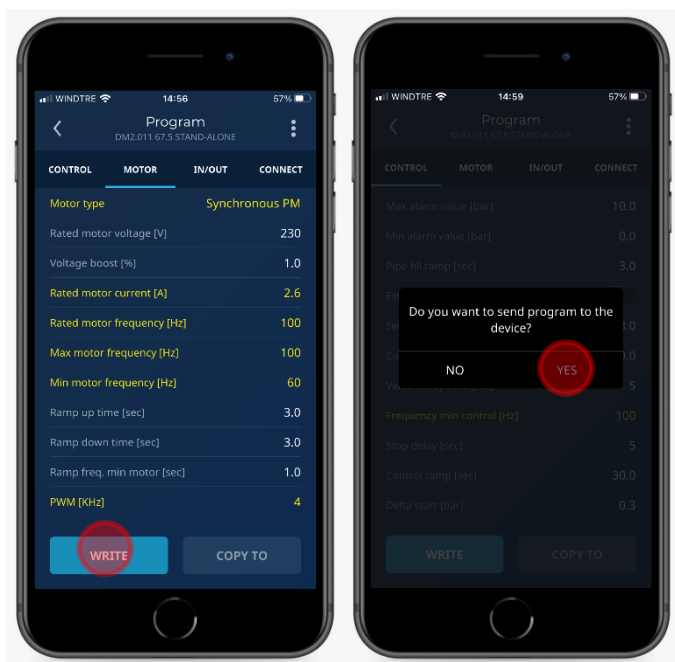 WINDTRE 14:56 57%
Program
DM2.011 67.5 STAND-ALONE
CONTROL MOTOR IN/OUT CONNECT
Motor type Synchronous PM
Rated motor voltage [V] 230
Voltage boost [%] 1.0
Rated motor current [A] 2.6
Rated motor frequency [Hz] 100
Max motor frequency [Hz] 100
Min motor frequency [Hz] 60
Ramp up time [sec] 3.0
Ramp down time [sec] 3.0
Ramp freq. min motor [sec] 1.0
PWM [KHz] 4
WRITE COPY TO
WINDTRE 14:59 57%
Program
DM2.011 67.5 STAND-ALONE
CONTROL MOTOR IN/OUT CONNECT
Max alarm value [bar] 10.0
Min alarm value [bar] 0.0
Pipe fill ramp [sec] 3.0
Do you want to send program to the
device?
NO YES
5
Frequency min control [Hz] 100
Stop delay [sec] 5
Control ramp [sec] 30.0
Delta start [bar] 0.3
WRITE COPY TO